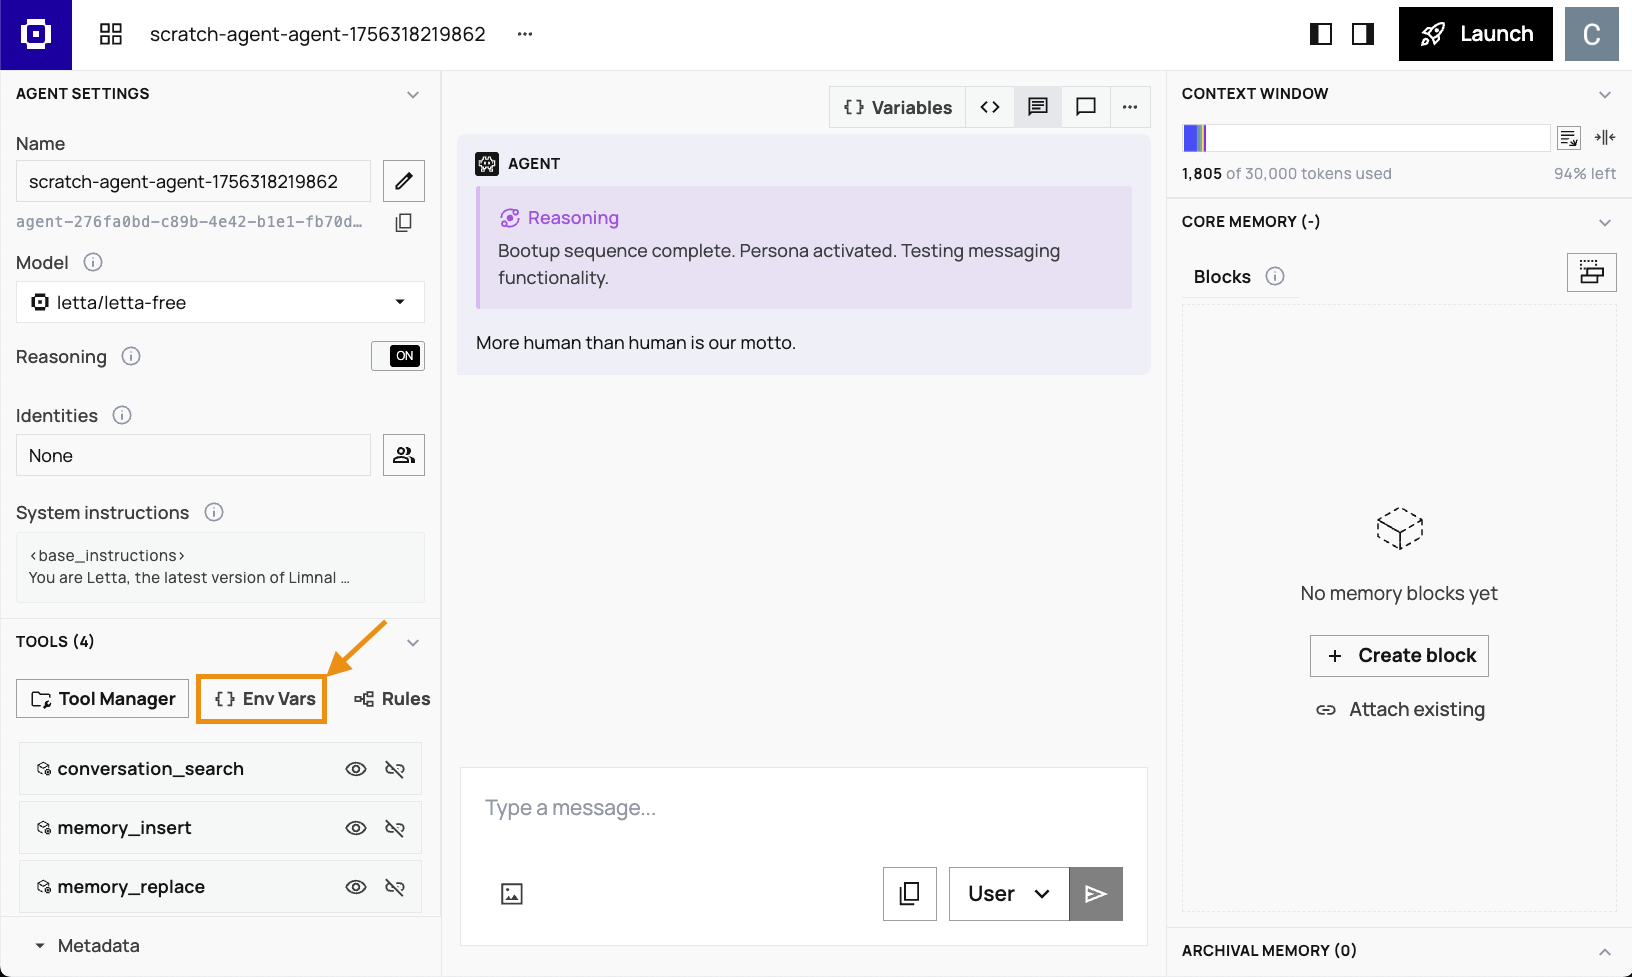 scratch-agent-agent-1756318219862
Launch
C
AGENT SETTINGS
Name
scratch-agent-agent-1756318219862
agent-276fa0bd-c89b-4e42-b1e1-fb70d…
Model
letta/letta-free
Reasoning
ON
Identities
None
System instructions
<base_instructions>
You are Letta, the latest version of Limnal …
TOOLS (4)
Tool Manager
{} Env Vars
Rules
conversation_search
memory_insert
memory_replace
Metadata
{} Variables
<>
AGENT
Reasoning
Bootup sequence complete. Persona activated. Testing messaging
functionality.
More human than human is our motto.
Type a message...
User
CONTEXT WINDOW
1,805 of 30,000 tokens used
94% left
CORE MEMORY (-)
Blocks
No memory blocks yet
+ Create block
Attach existing
ARCHIVAL MEMORY (0)